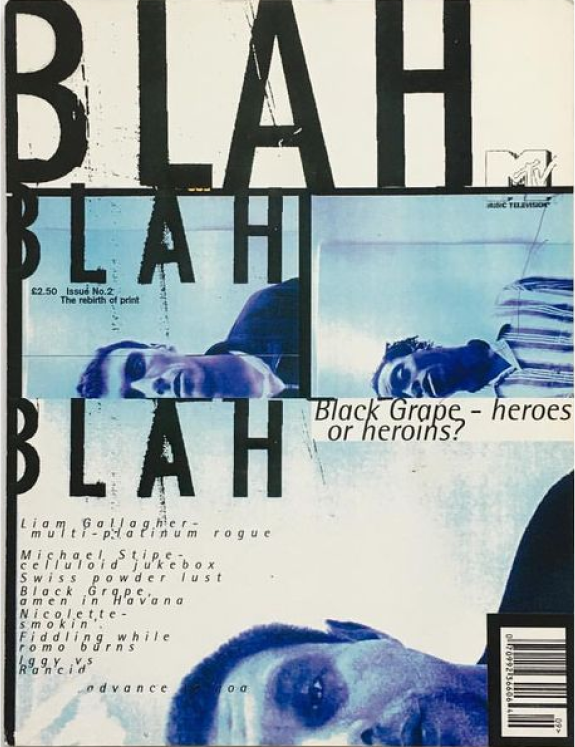 BLAH
MTV
MUSIC TELEVISION®
BLAH
£2.50 Issue No.2
The rebirth of print
Black Grape – heroes
or heroins?
BLAH
Liam Gallagher–
multi-platinum rogue
Michael Stipe–
celluloid jukebox
Swiss powder lust
Black Grape,
amen in Havana
Nicolette–
smokin'.
Fiddling while
romo burns
Iggy vs
Rancid
advance
09>